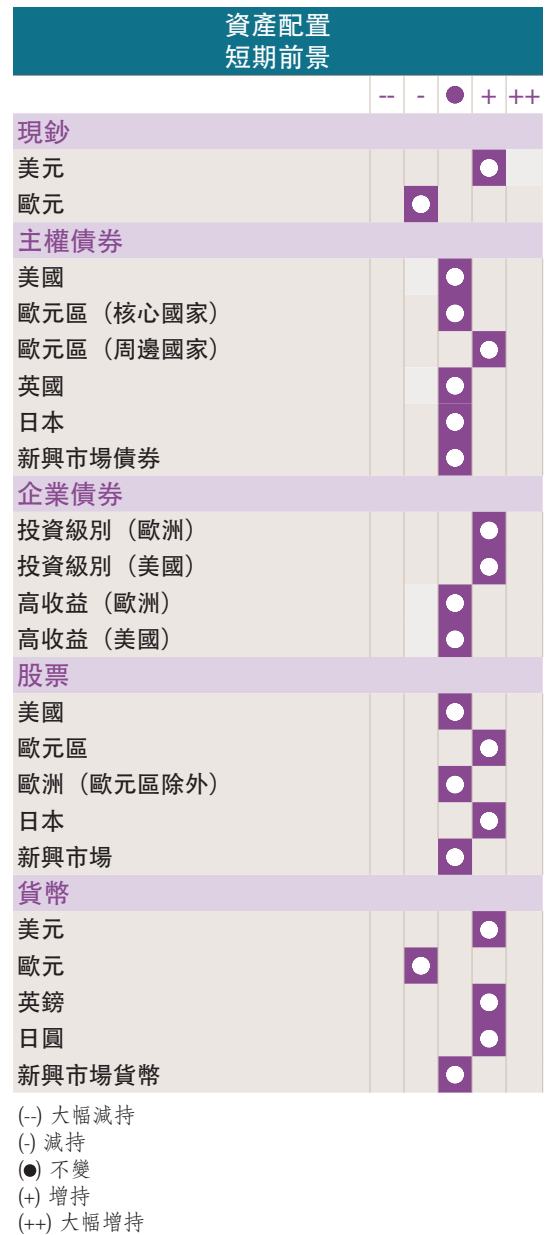 資產配置
短期前景
-- - ● + ++
現鈔
美元
歐元
主權債券
美國
歐元區（核心國家）
歐元區（周邊國家）
英國
日本
新興市場債券
企業債券
投資級別（歐洲）
投資級別（美國）
高收益（歐洲）
高收益（美國）
股票
美國
歐元區
歐洲（歐元區除外）
日本
新興市場
貨幣
美元
歐元
英鎊
日圓
新興市場貨幣
(--) 大幅減持
(-) 減持
(●) 不變
(+) 增持
(++) 大幅增持